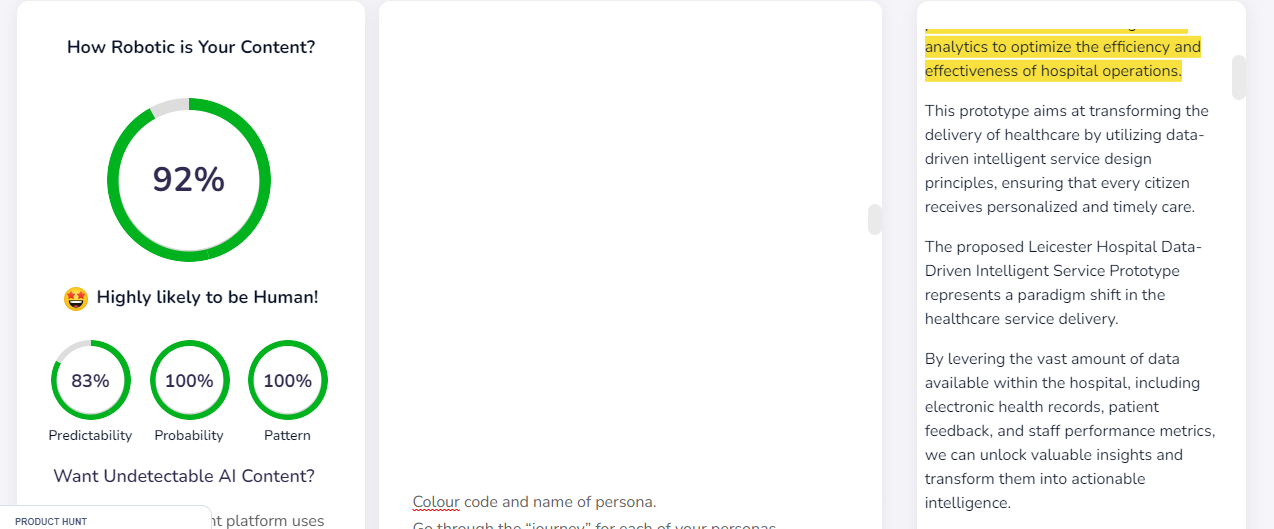 How Robotic is Your Content?
92%
🤩 Highly likely to be Human!
83%
100%
100%
Predictability
Probability
Pattern
Want Undetectable AI Content?
nt platform uses
PRODUCT HUNT
Colour code and name of persona.
Go through the “journey” for each of your personas
analytics to optimize the efficiency and
effectiveness of hospital operations.
This prototype aims at transforming the
delivery of healthcare by utilizing data-
driven intelligent service design
principles, ensuring that every citizen
receives personalized and timely care.
The proposed Leicester Hospital Data-
Driven Intelligent Service Prototype
represents a paradigm shift in the
healthcare service delivery.
By levering the vast amount of data
available within the hospital, including
electronic health records, patient
feedback, and staff performance metrics,
we can unlock valuable insights and
transform them into actionable
intelligence.